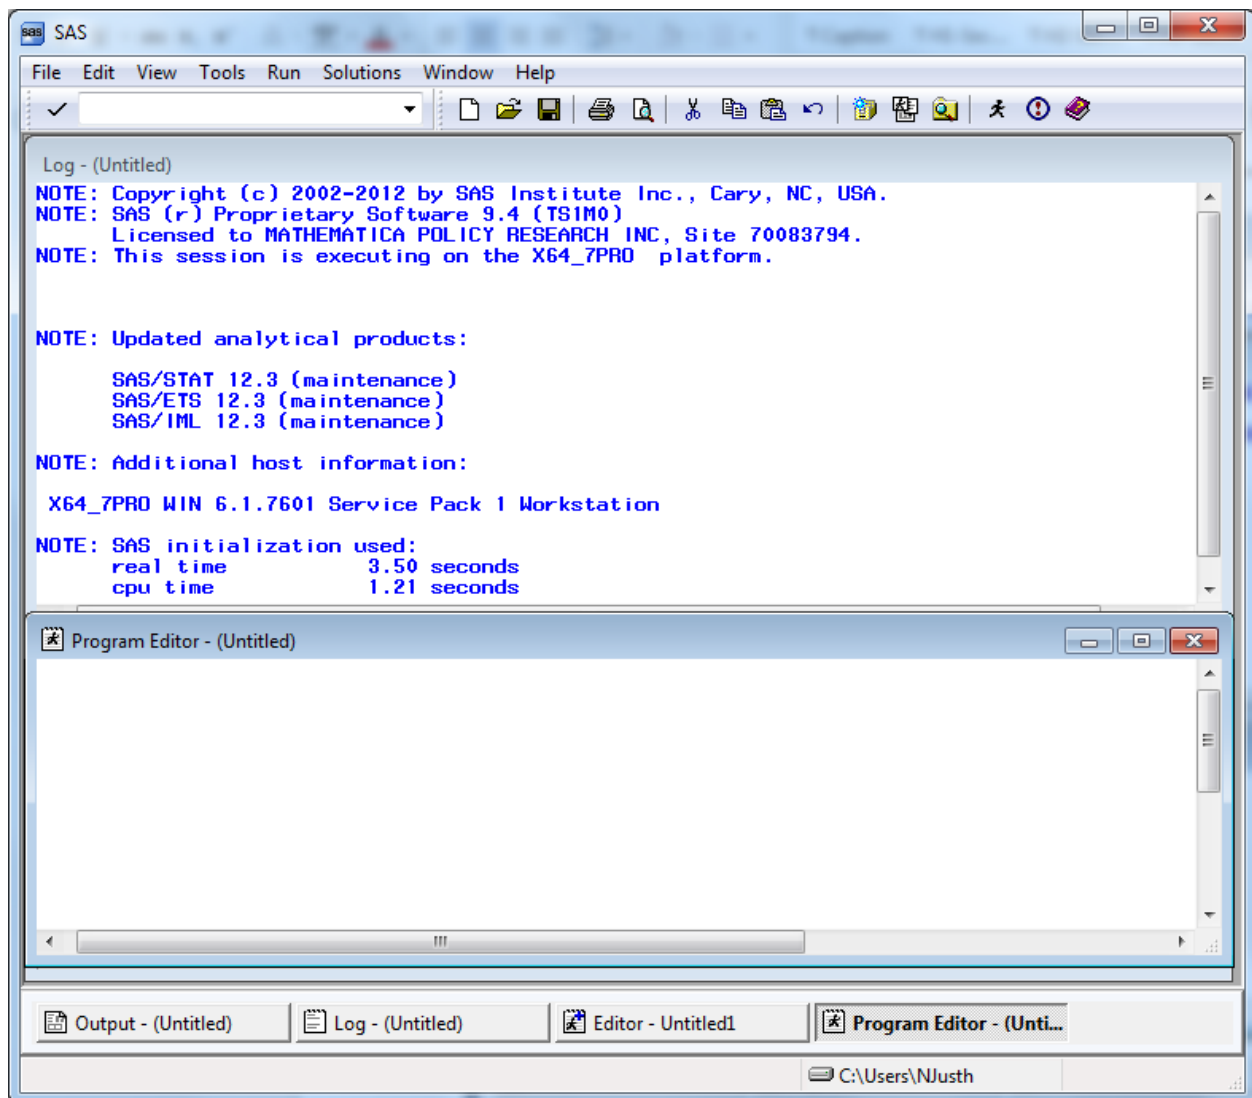 sas SAS
File Edit View Tools Run Solutions Window Help
Log - (Untitled)
NOTE: Copyright (c) 2002-2012 by SAS Institute Inc., Cary, NC, USA.
NOTE: SAS (r) Proprietary Software 9.4 (TS1M0)
Licensed to MATHEMATICA POLICY RESEARCH INC, Site 70083794.
NOTE: This session is executing on the X64_7PRO  platform.
NOTE: Updated analytical products:
SAS/STAT 12.3 (maintenance)
SAS/ETS 12.3 (maintenance)
SAS/IML 12.3 (maintenance)
NOTE: Additional host information:
X64_7PRO WIN 6.1.7601 Service Pack 1 Workstation
NOTE: SAS initialization used:
real time 3.50 seconds
cpu time 1.21 seconds
Program Editor - (Untitled)
Output - (Untitled) Log - (Untitled) Editor - Untitled1 Program Editor - (Unti...
C:\Users\NJusth